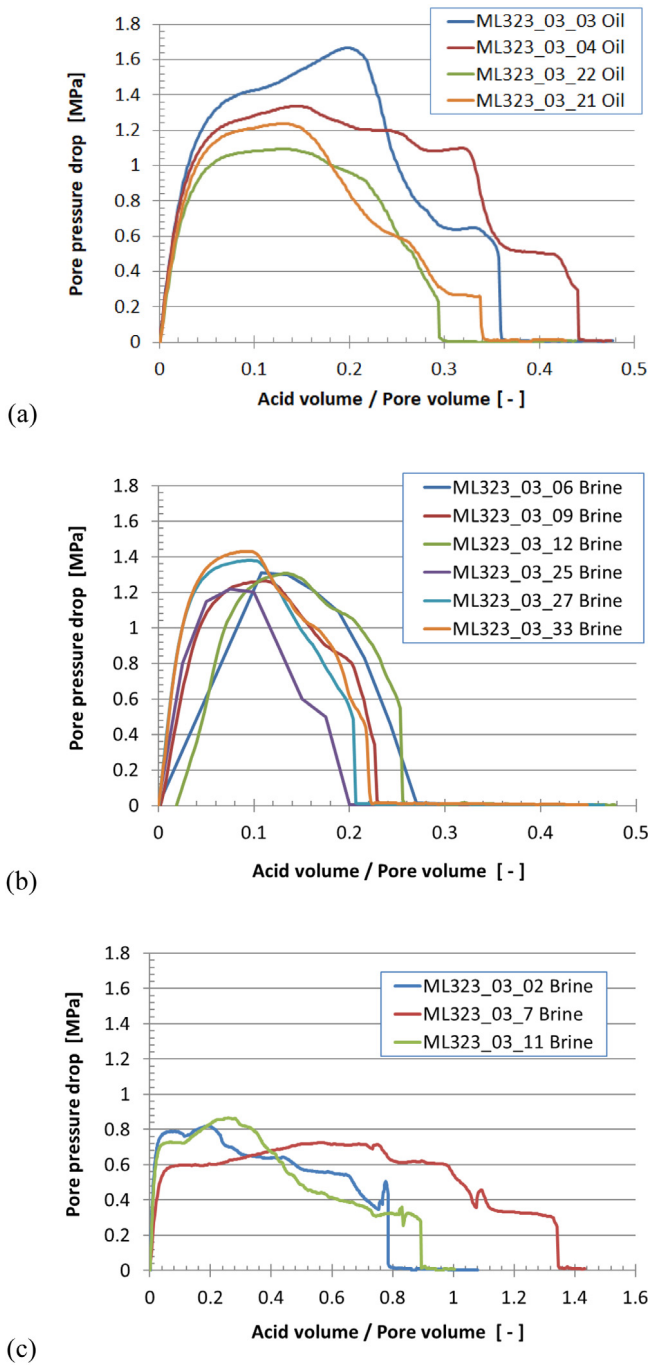 ML323_03_03 Oil
ML323_03_04 Oil
ML323_03_22 Oil
ML323_03_21 Oil
Pore pressure drop [MPa]
1.8
1.6
1.4
1.2
1
0.8
0.6
0.4
0.2
0
0 0.1 0.2 0.3 0.4 0.5
Acid volume / Pore volume [ - ]
(a)
ML323_03_06 Brine
ML323_03_09 Brine
ML323_03_12 Brine
ML323_03_25 Brine
ML323_03_27 Brine
ML323_03_33 Brine
Pore pressure drop [MPa]
1.8
1.6
1.4
1.2
1
0.8
0.6
0.4
0.2
0
0 0.1 0.2 0.3 0.4 0.5
Acid volume / Pore volume [ - ]
(b)
ML323_03_02 Brine
ML323_03_7 Brine
ML323_03_11 Brine
Pore pressure drop [MPa]
1.8
1.6
1.4
1.2
1
0.8
0.6
0.4
0.2
0
0 0.2 0.4 0.6 0.8 1 1.2 1.4 1.6
Acid volume / Pore volume [ - ]
(c)